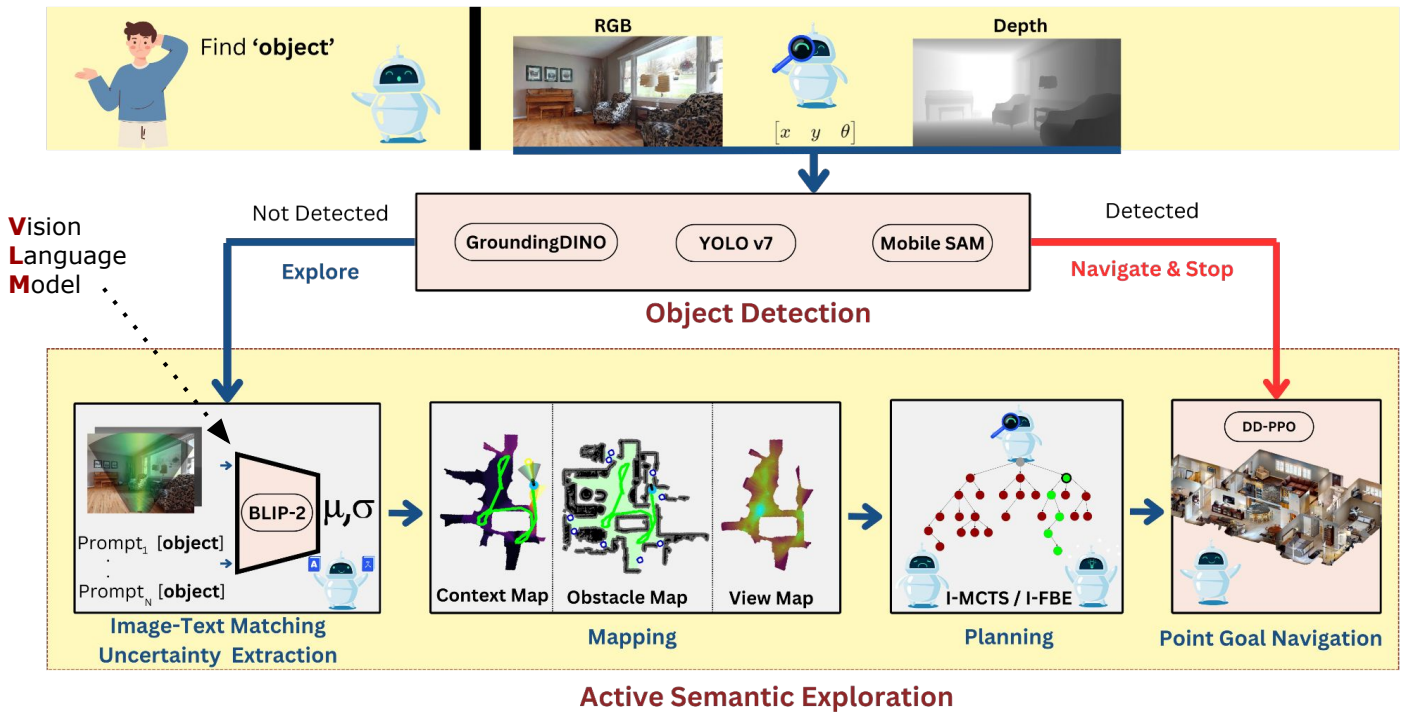 Find ‘object’
RGB
Depth
[x y θ]
Vision
Language
Model
Not Detected
Explore
GroundingDINO
YOLO v7
Mobile SAM
Detected
Navigate & Stop
Object Detection
BLIP-2
μ,σ
Prompt₁ [object]
.
.
Prompt_N [object]
A
Image-Text Matching
Uncertainty Extraction
Context Map
Obstacle Map
View Map
Mapping
I-MCTS / I-FBE
Planning
DD-PPO
Point Goal Navigation
Active Semantic Exploration